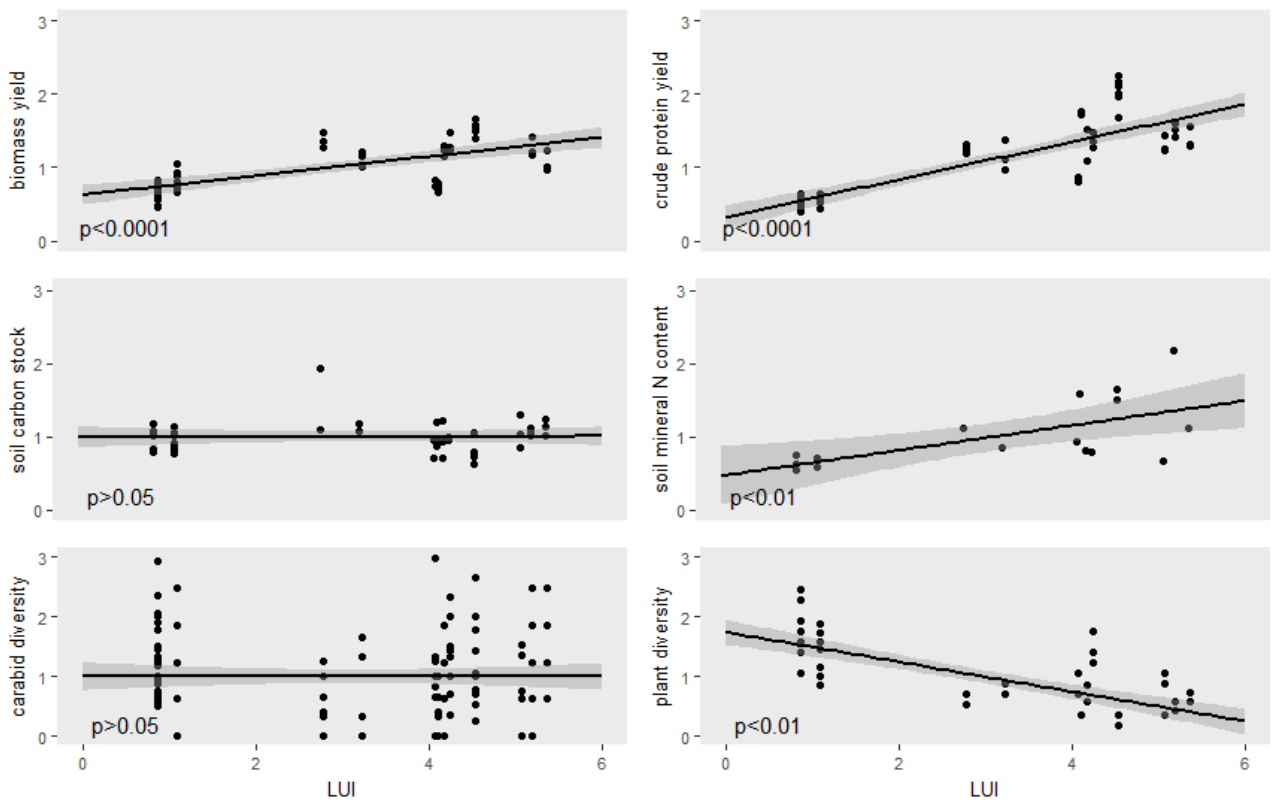 biomass yield
3
2
1
0
p<0.0001
crude protein yield
3
2
1
0
p<0.0001
soil carbon stock
3
2
1
0
p>0.05
soil mineral N content
3
2
1
0
p<0.01
carabid diversity
3
2
1
0
p>0.05
0 2 4 6
LUI
plant diversity
3
2
1
0
p<0.01
0 2 4 6
LUI